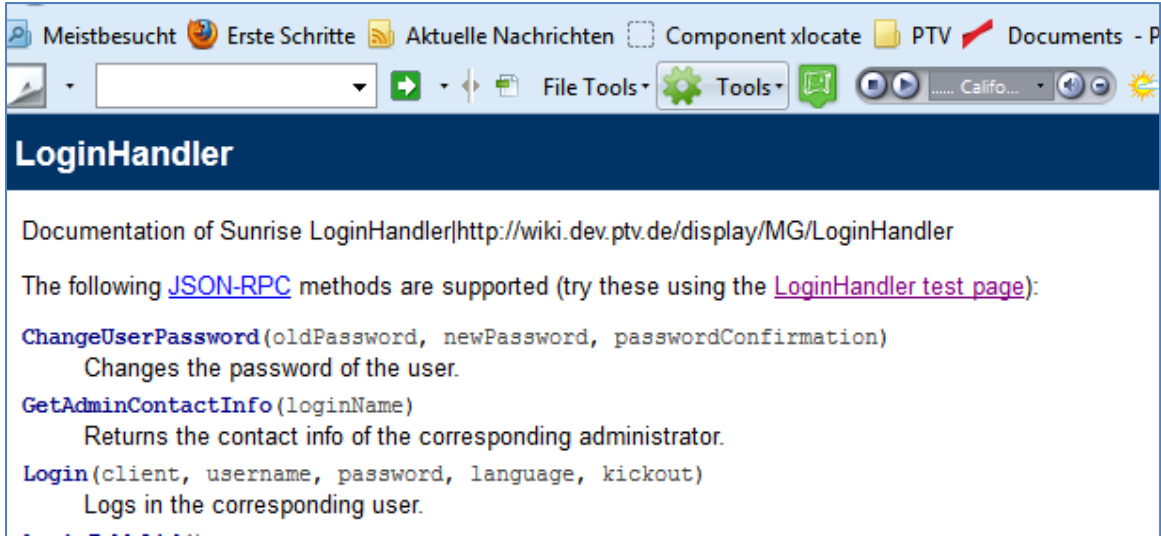 Meistbesucht Erste Schritte Aktuelle Nachrichten Component xlocate PTV Documents - P
File Tools Tools ...... Califo...
LoginHandler
Documentation of Sunrise LoginHandler|http://wiki.dev.ptv.de/display/MG/LoginHandler
The following JSON-RPC methods are supported (try these using the LoginHandler test page):
ChangeUserPassword(oldPassword, newPassword, passwordConfirmation)
Changes the password of the user.
GetAdminContactInfo(loginName)
Returns the contact info of the corresponding administrator.
Login(client, username, password, language, kickout)
Logs in the corresponding user.